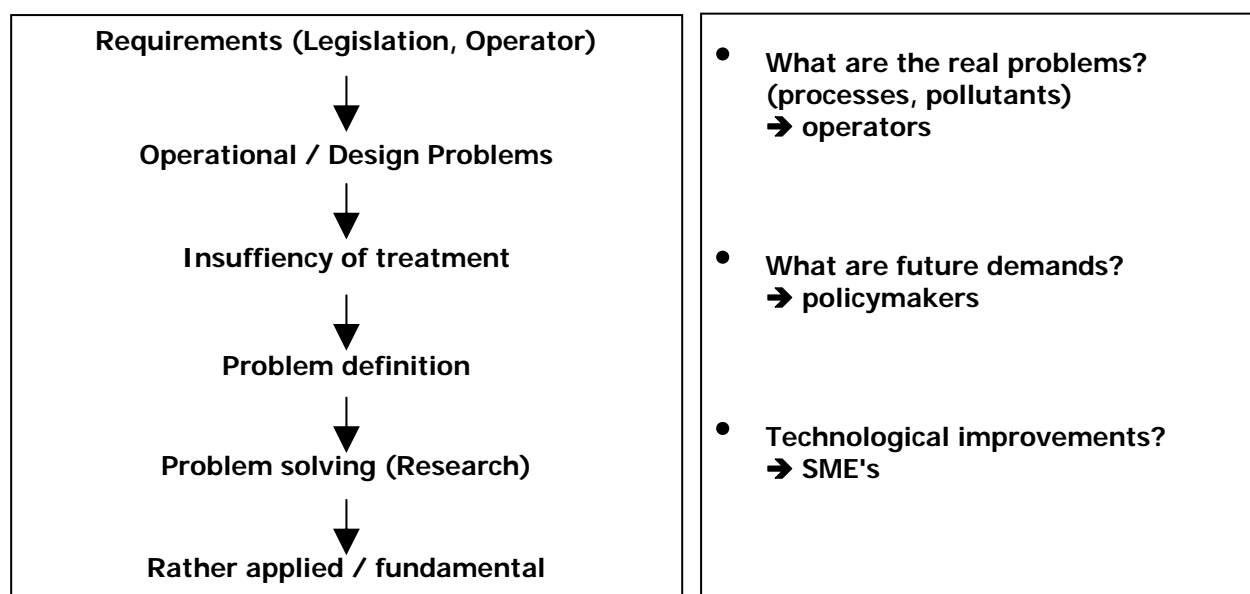 Requirements (Legislation, Operator)
Operational / Design Problems
Insuffiency of treatment
Problem definition
Problem solving (Research)
Rather applied / fundamental
• What are the real problems?
(processes, pollutants)
➔ operators
• What are future demands?
➔ policymakers
• Technological improvements?
➔ SME's